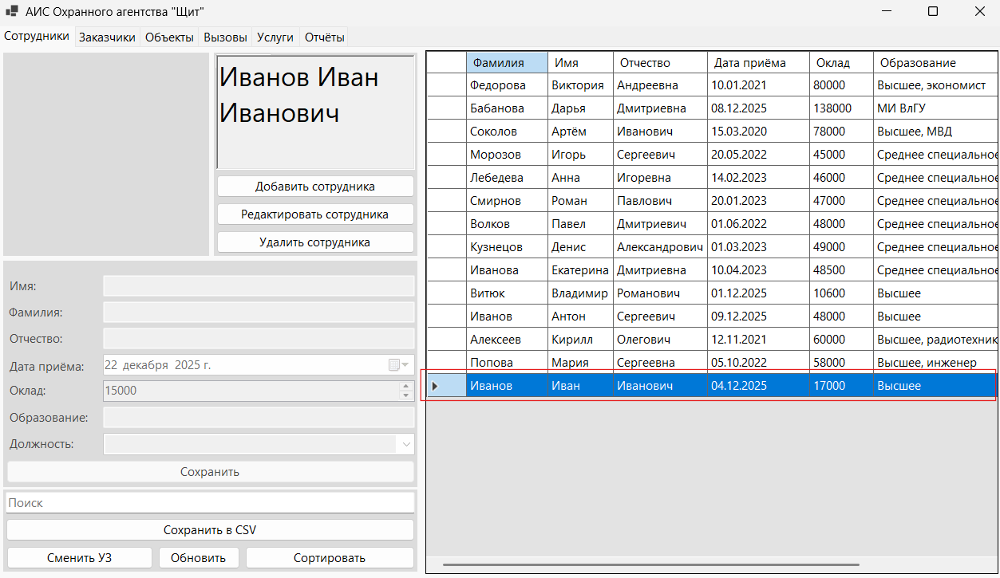 АИС Охранного агентства "Щит"
Сотрудники Заказчики Объекты Вызовы Услуги Отчёты
Иванов Иван
Иванович
Добавить сотрудника
Редактировать сотрудника
Удалить сотрудника
Имя:
Фамилия:
Отчество:
Дата приёма: 22 декабря 2025 г.
Оклад: 15000
Образование:
Должность:
Сохранить
Поиск
Сохранить в CSV
Сменить УЗ Обновить Сортировать
Фамилия Имя Отчество Дата приёма Оклад Образование
Федорова Виктория Андреевна 10.01.2021 80000 Высшее, экономист
Бабанова Дарья Дмитриевна 08.12.2025 138000 МИ ВлГУ
Соколов Артём Иванович 15.03.2020 78000 Высшее, МВД
Морозов Игорь Сергеевич 20.05.2022 45000 Среднее специальное
Лебедева Анна Игоревна 14.02.2023 46000 Среднее специальное
Смирнов Роман Павлович 20.01.2023 47000 Среднее специальное
Волков Павел Дмитриевич 01.06.2022 48000 Среднее специальное
Кузнецов Денис Александрович 01.03.2023 49000 Среднее специальное
Иванова Екатерина Дмитриевна 10.04.2023 48500 Среднее специальное
Витюк Владимир Романович 01.12.2025 10600 Высшее
Иванов Антон Сергеевич 09.12.2025 48000 Высшее
Алексеев Кирилл Олегович 12.11.2021 60000 Высшее, радиотехник
Попова Мария Сергеевна 05.10.2022 58000 Высшее, инженер
Иванов Иван Иванович 04.12.2025 17000 Высшее